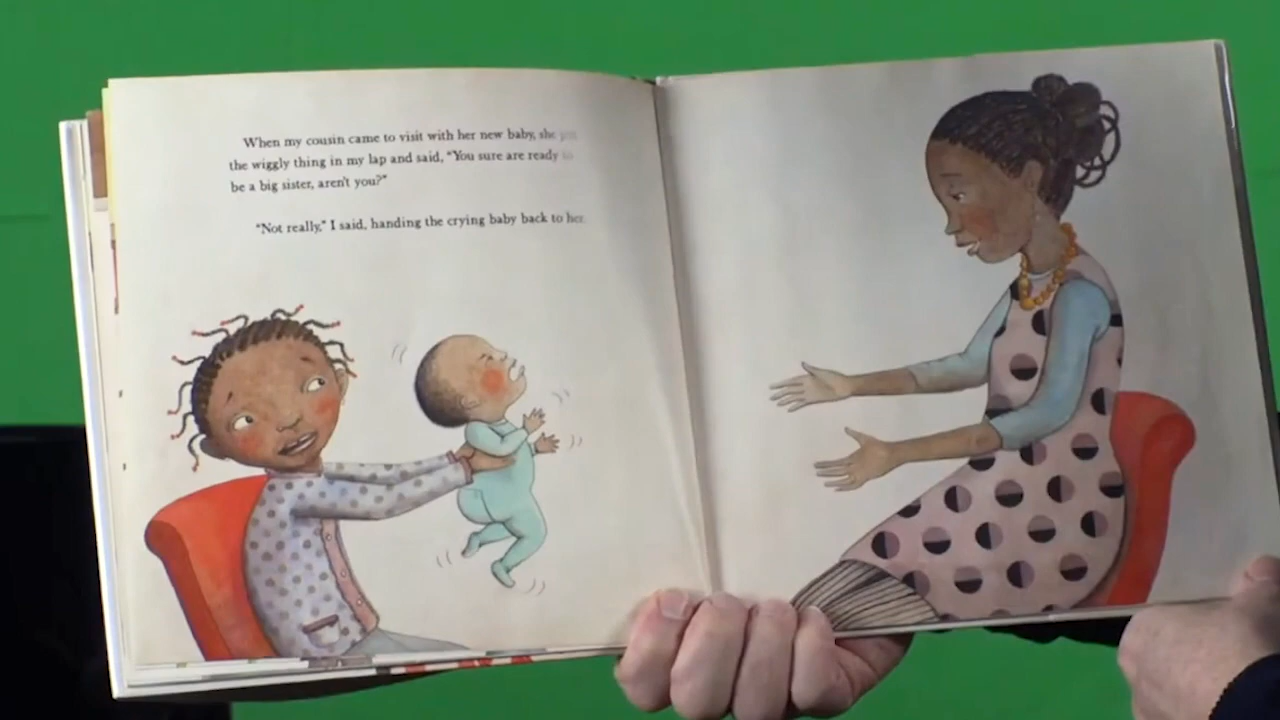 When my cousin came to visit with her new baby, she put
the wiggly thing in my lap and said, "You sure are ready to
be a big sister, aren't you?"
"Not really," I said, handing the crying baby back to her.